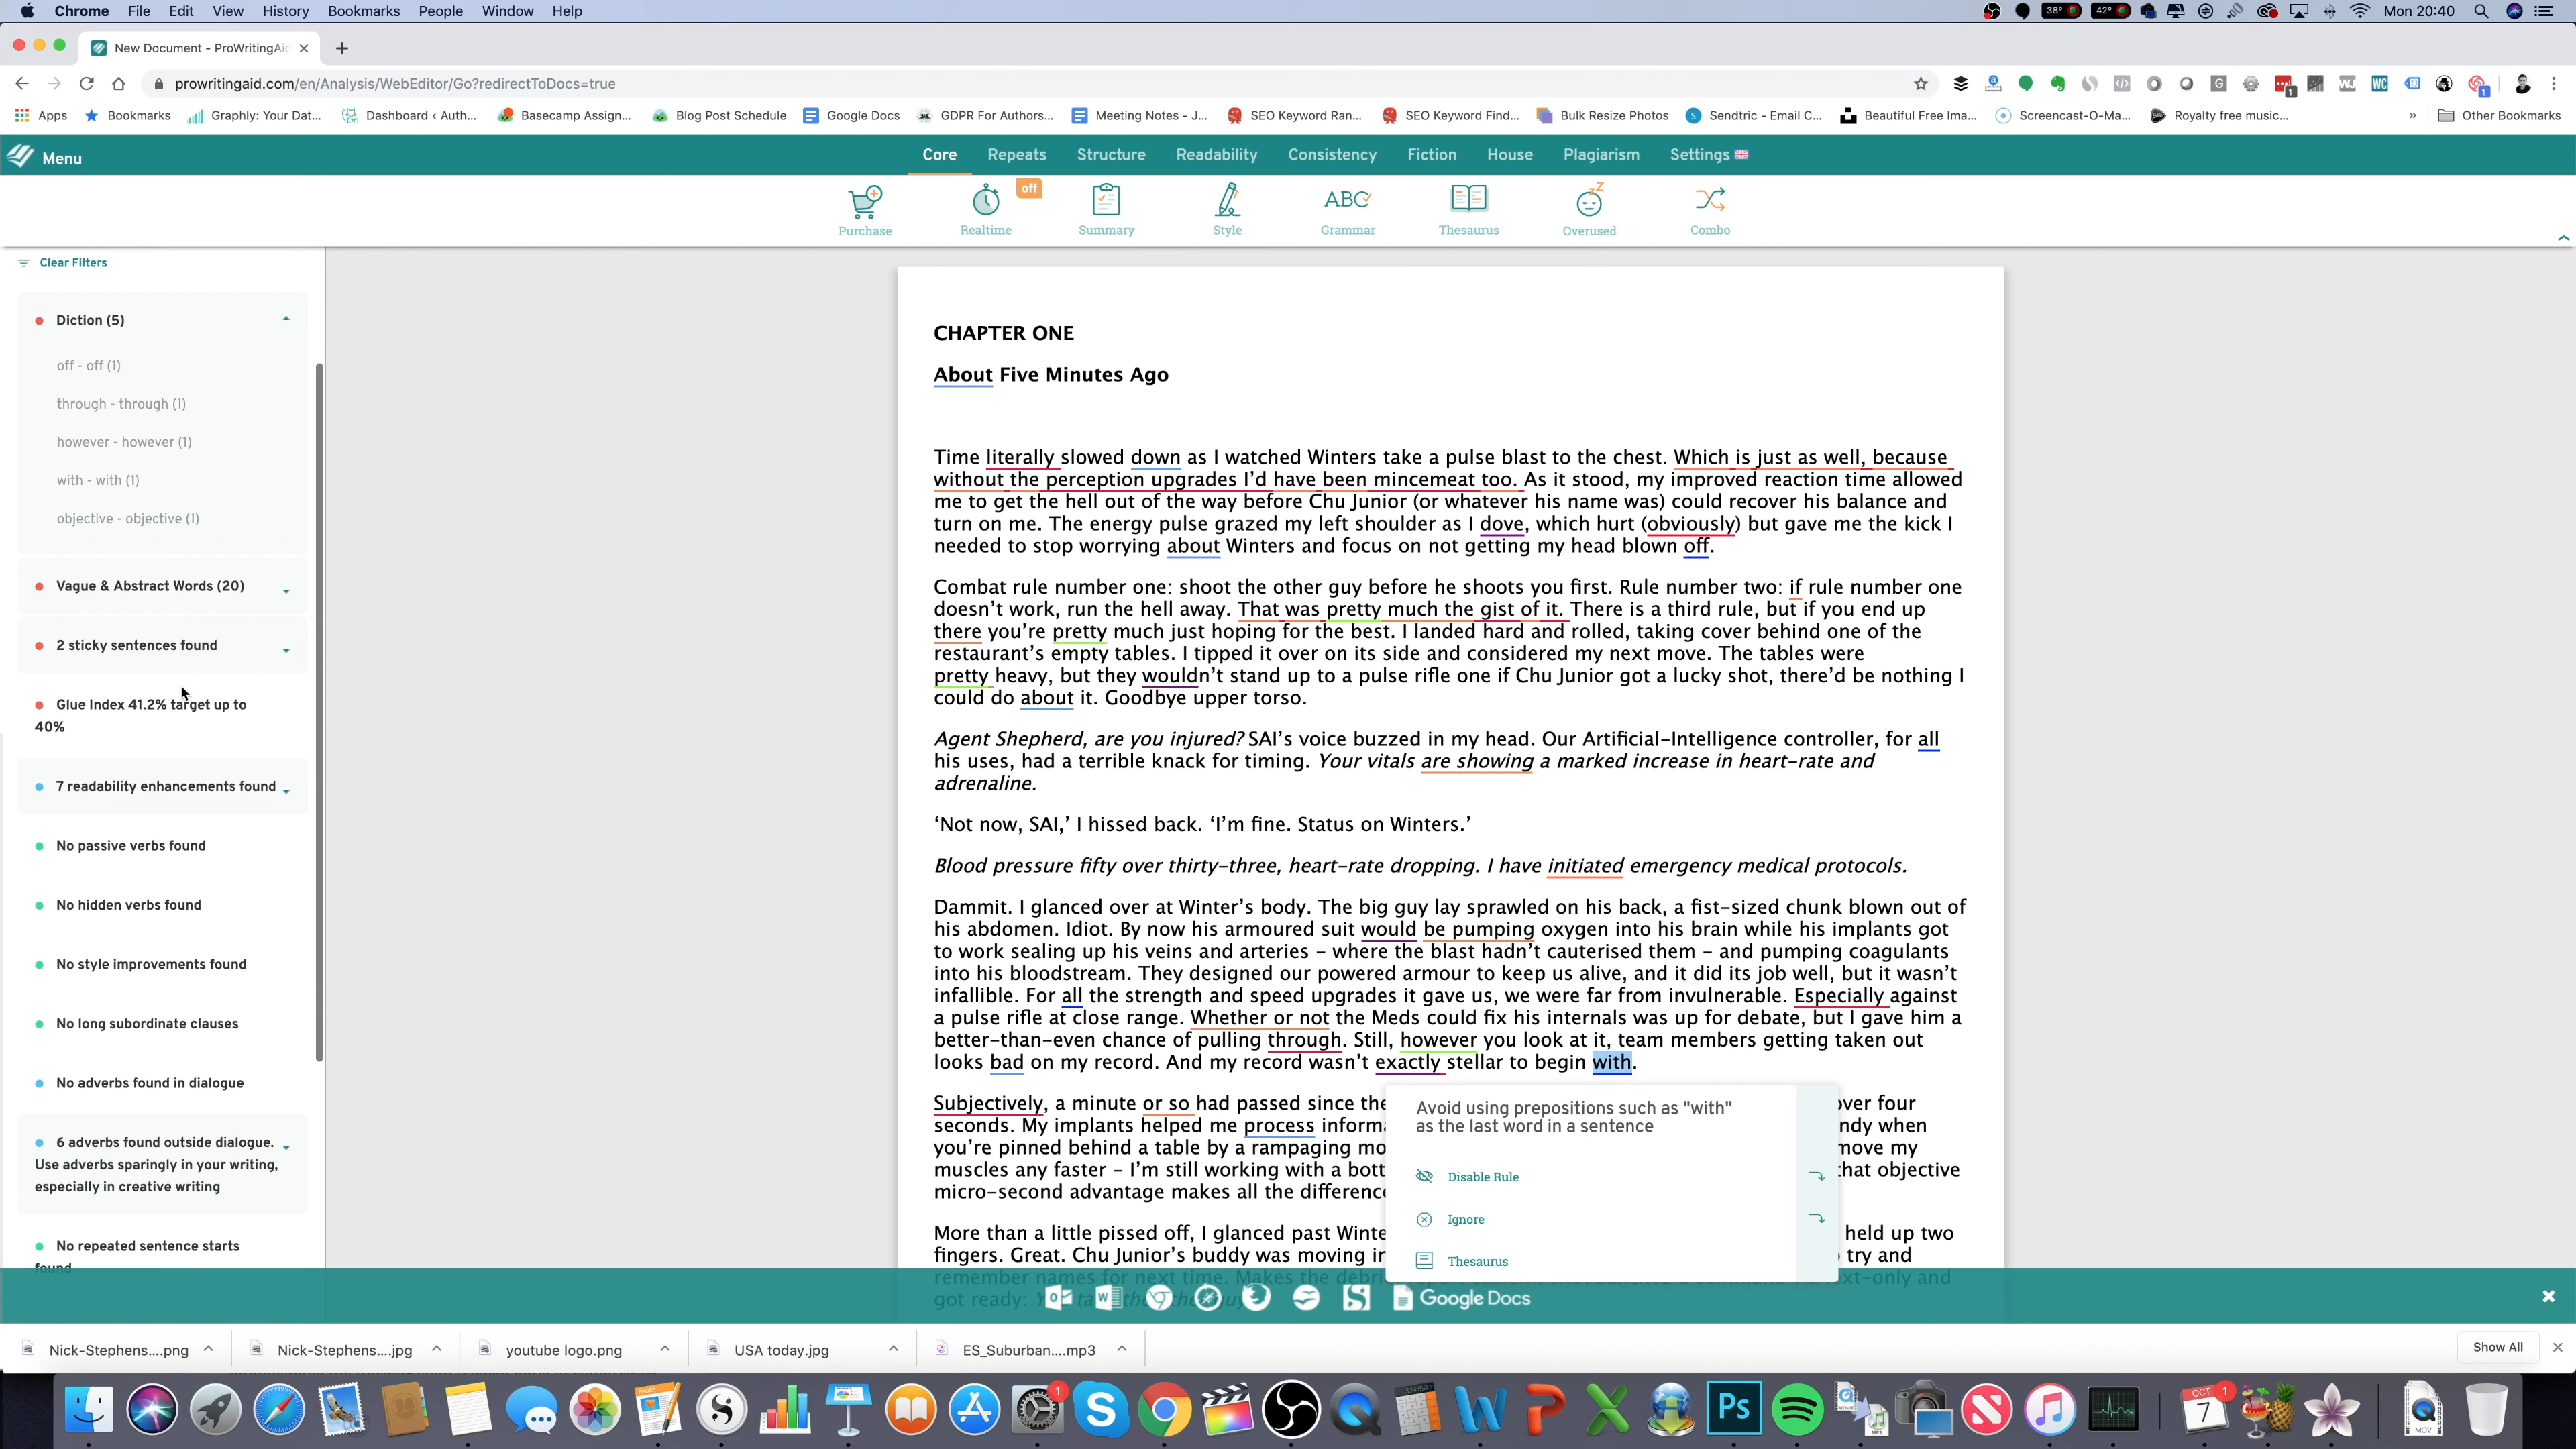 Chrome File Edit View History Bookmarks People Window Help 38° 42° Mon 20:40
New Document - ProWritingAid
prowritingaid.com/en/Analysis/WebEditor/Go?redirectToDocs=true
Apps Bookmarks Graphly: Your Dat... Dashboard ‹ Auth... Basecamp Assign... Blog Post Schedule Google Docs GDPR For Authors... Meeting Notes - J... SEO Keyword Ran... SEO Keyword Find... Bulk Resize Photos Sendtric - Email C... Beautiful Free Ima... Screencast-O-Ma... Royalty free music... » Other Bookmarks
Menu Core Repeats Structure Readability Consistency Fiction House Plagiarism Settings
off
Purchase Realtime Summary Style Grammar Thesaurus Overused Combo
Clear Filters
Diction (5)
off - off (1)
through - through (1)
however - however (1)
with - with (1)
objective - objective (1)
Vague & Abstract Words (20)
2 sticky sentences found
Glue Index 41.2% target up to
40%
7 readability enhancements found
No passive verbs found
No hidden verbs found
No style improvements found
No long subordinate clauses
No adverbs found in dialogue
6 adverbs found outside dialogue.
Use adverbs sparingly in your writing,
especially in creative writing
No repeated sentence starts
found
CHAPTER ONE
About Five Minutes Ago
Time literally slowed down as I watched Winters take a pulse blast to the chest. Which is just as well, because
without the perception upgrades I’d have been mincemeat too. As it stood, my improved reaction time allowed
me to get the hell out of the way before Chu Junior (or whatever his name was) could recover his balance and
turn on me. The energy pulse grazed my left shoulder as I dove, which hurt (obviously) but gave me the kick I
needed to stop worrying about Winters and focus on not getting my head blown off.
Combat rule number one: shoot the other guy before he shoots you first. Rule number two: if rule number one
doesn’t work, run the hell away. That was pretty much the gist of it. There is a third rule, but if you end up
there you’re pretty much just hoping for the best. I landed hard and rolled, taking cover behind one of the
restaurant’s empty tables. I tipped it over on its side and considered my next move. The tables were
pretty heavy, but they wouldn’t stand up to a pulse rifle one if Chu Junior got a lucky shot, there’d be nothing I
could do about it. Goodbye upper torso.
Agent Shepherd, are you injured? SAI’s voice buzzed in my head. Our Artificial-Intelligence controller, for all
his uses, had a terrible knack for timing. Your vitals are showing a marked increase in heart-rate and
adrenaline.
‘Not now, SAI,’ I hissed back. ‘I’m fine. Status on Winters.’
Blood pressure fifty over thirty-three, heart-rate dropping. I have initiated emergency medical protocols.
Dammit. I glanced over at Winter’s body. The big guy lay sprawled on his back, a fist-sized chunk blown out of
his abdomen. Idiot. By now his armoured suit would be pumping oxygen into his brain while his implants got
to work sealing up his veins and arteries – where the blast hadn’t cauterised them – and pumping coagulants
into his bloodstream. They designed our powered armour to keep us alive, and it did its job well, but it wasn’t
infallible. For all the strength and speed upgrades it gave us, we were far from invulnerable. Especially against
a pulse rifle at close range. Whether or not the Meds could fix his internals was up for debate, but I gave him a
better-than-even chance of pulling through. Still, however you look at it, team members getting taken out
looks bad on my record. And my record wasn’t exactly stellar to begin with.
Subjectively, a minute or so had passed since the over four
seconds. My implants helped me process informa ndy when
you’re pinned behind a table by a rampaging mo move my
muscles any faster – I’m still working with a bott that objective
micro-second advantage makes all the difference
More than a little pissed off, I glanced past Winte held up two
fingers. Great. Chu Junior’s buddy was moving in try and
remember names for next time. Makes the debri xt-only and
got ready:
Avoid using prepositions such as "with"
as the last word in a sentence
Disable Rule
Ignore
Thesaurus
Google Docs
Nick-Stephens....png Nick-Stephens....jpg youtube logo.png USA today.jpg ES_Suburban....mp3 Show All